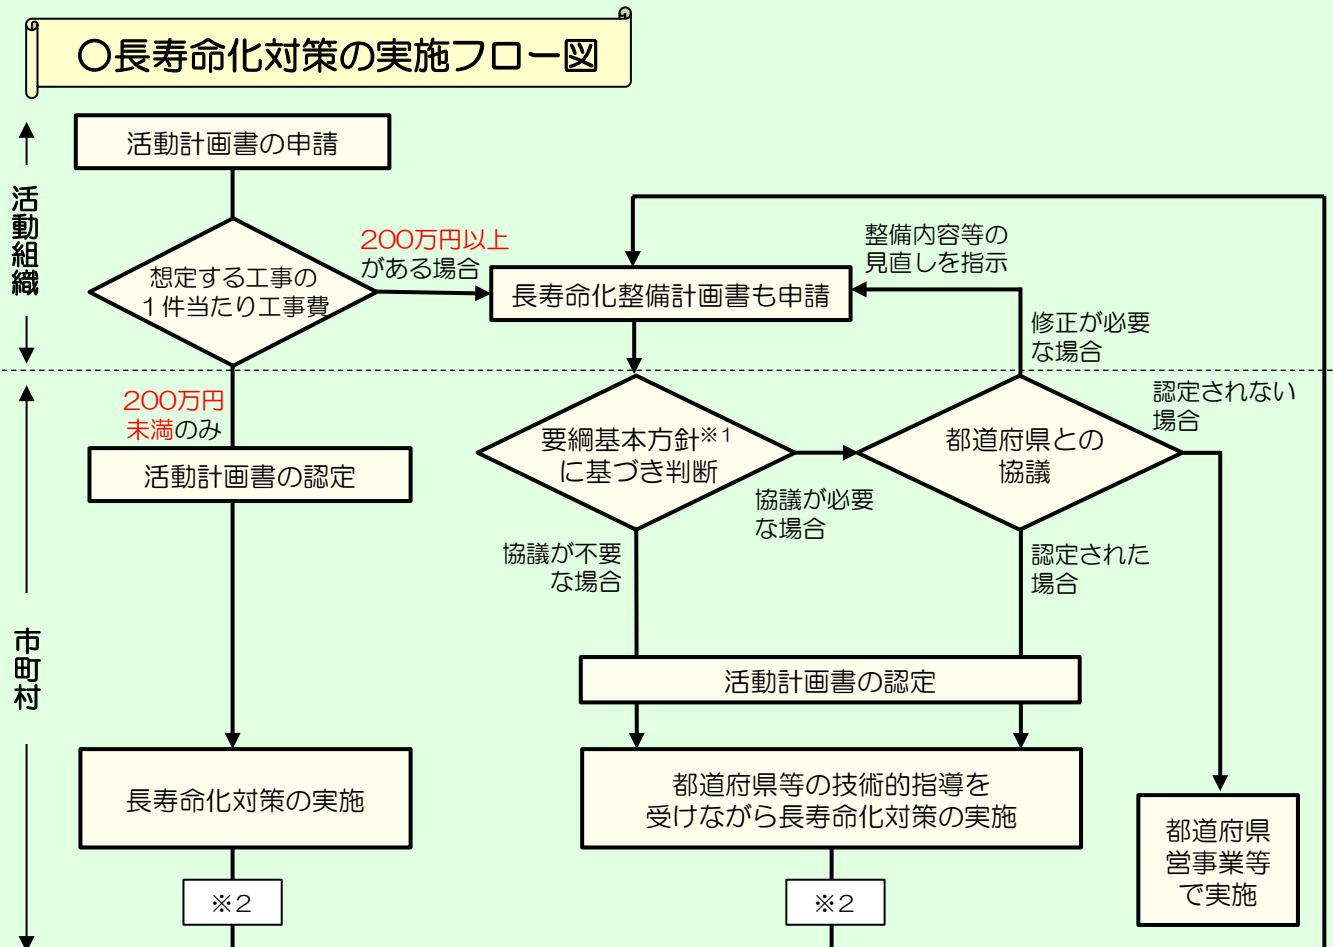 〇長寿命化対策の実施フロー図
活動組織
活動計画書の申請
想定する工事の
１件当たり工事費
200万円以上
がある場合
長寿命化整備計画書も申請
整備内容等の
見直しを指示
修正が必要
な場合
市町村
200万円
未満のみ
活動計画書の認定
要綱基本方針※1
に基づき判断
協議が必要
な場合
都道府県との
協議
認定されない
場合
協議が不要
な場合
認定された
場合
活動計画書の認定
長寿命化対策の実施
都道府県等の技術的指導を
受けながら長寿命化対策の実施
都道府県
営事業等
で実施
※2
※2